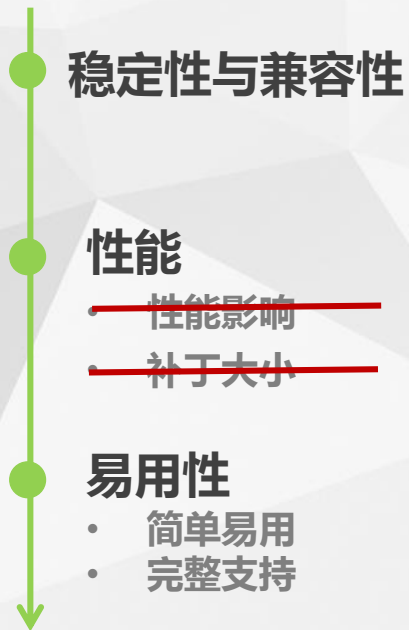 稳定性与兼容性
性能
• 性能影响
• 补丁大小
易用性
• 简单易用
• 完整支持